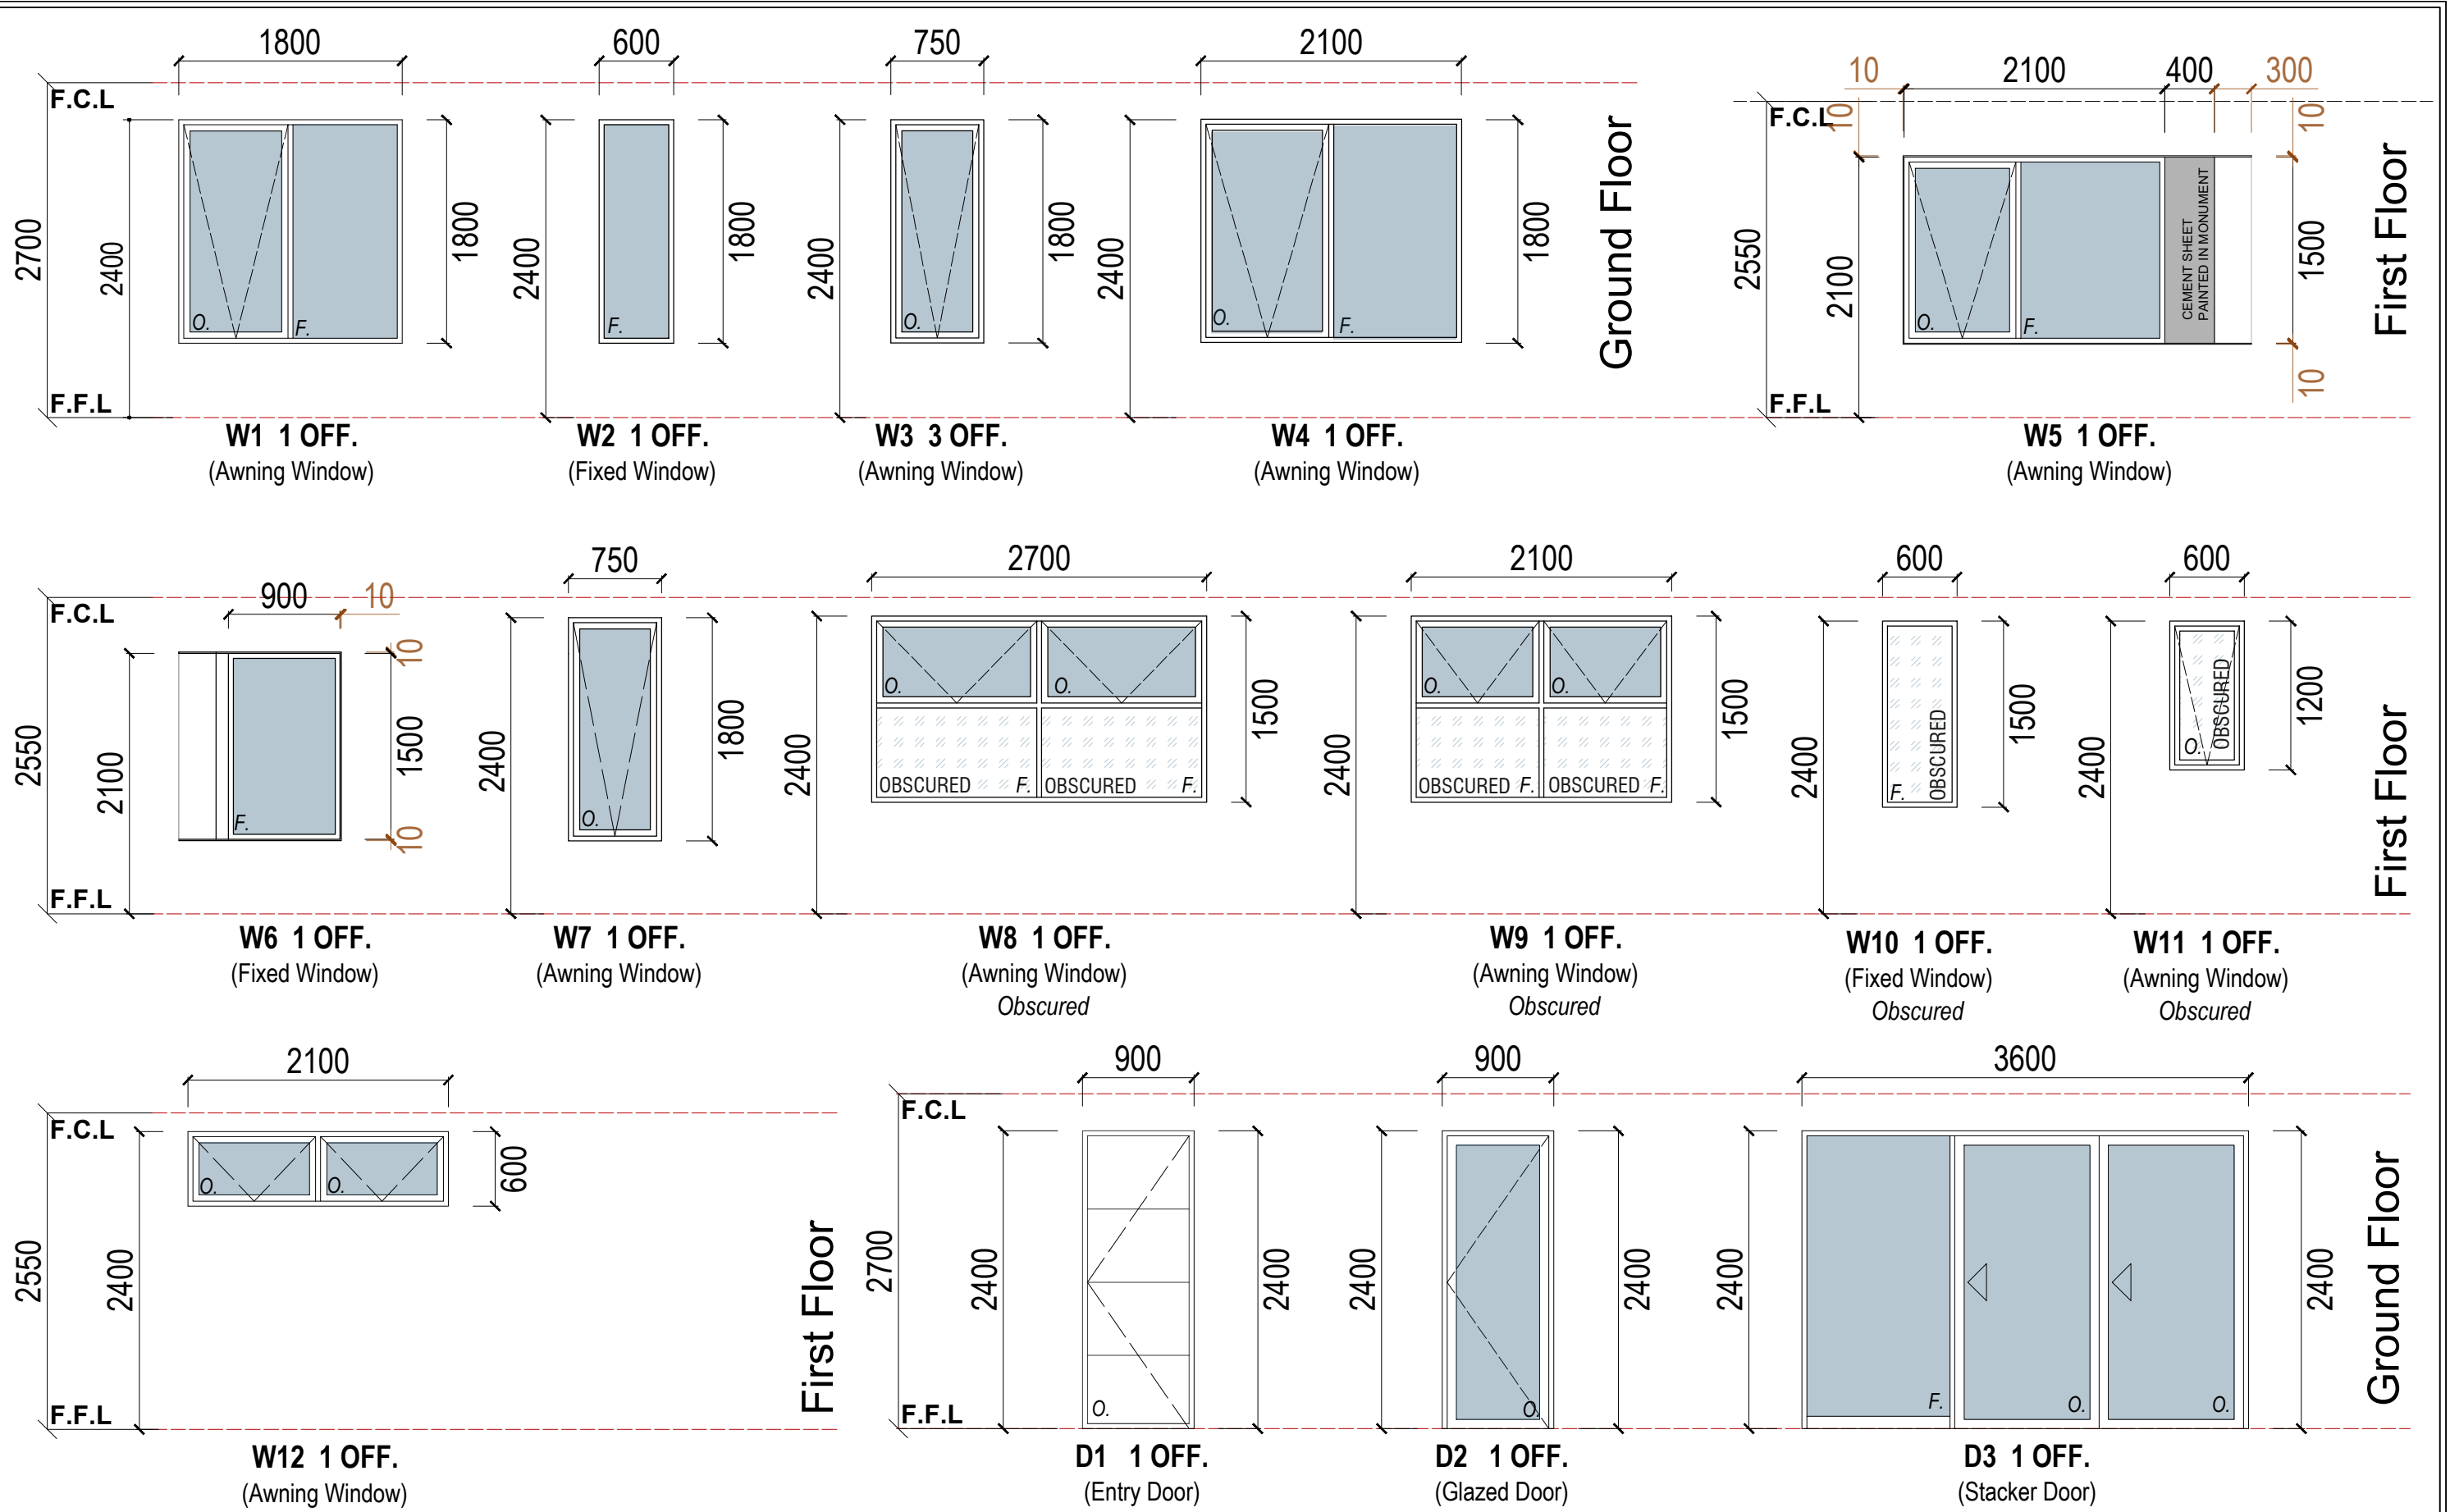 1800
600
750
2100
10
2100
400
300
F.C.L
F.C.L
10
10
2700
2400
1800
2400
1800
2400
1800
2400
1800
Ground Floor
2550
2100
CEMENT SHEET
PAINTED IN MONUMENT
1500
First Floor
O.
F.
F.
O.
O.
F.
O.
F.
10
F.F.L
F.F.L
W1 1 OFF.
(Awning Window)
W2 1 OFF.
(Fixed Window)
W3 3 OFF.
(Awning Window)
W4 1 OFF.
(Awning Window)
W5 1 OFF.
(Awning Window)
900
10
750
2700
2100
600
600
F.C.L
10
2550
2100
1500
2400
1800
2400
1500
2400
1500
2400
1500
2400
1200
First Floor
F.
10
O.
O.
O.
OBSCURED
F.
OBSCURED
F.
O.
O.
OBSCURED
F.
OBSCURED
F.
F.
OBSCURED
O.
OBSCURED
F.F.L
W6 1 OFF.
(Fixed Window)
W7 1 OFF.
(Awning Window)
W8 1 OFF.
(Awning Window)
Obscured
W9 1 OFF.
(Awning Window)
Obscured
W10 1 OFF.
(Fixed Window)
Obscured
W11 1 OFF.
(Awning Window)
Obscured
2100
900
900
3600
F.C.L
F.C.L
2550
2400
O.
O.
600
First Floor
2700
2400
2400
2400
2400
2400
2400
Ground Floor
O.
O.
F.
O.
O.
F.F.L
F.F.L
W12 1 OFF.
(Awning Window)
D1 1 OFF.
(Entry Door)
D2 1 OFF.
(Glazed Door)
D3 1 OFF.
(Stacker Door)